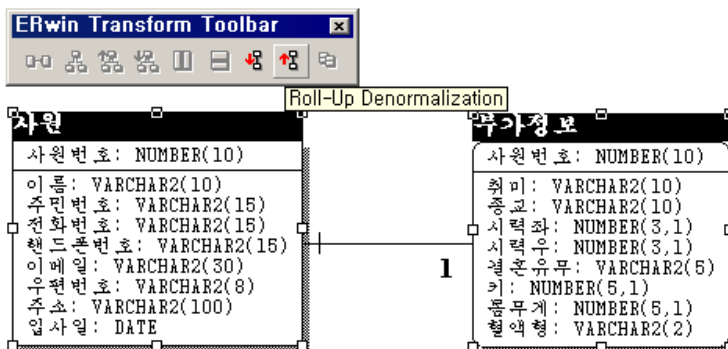 ERwin Transform Toolbar
Roll-Up Denormalization
사원
사원번호: NUMBER(10)
이름: VARCHAR2(10)
주민번호: VARCHAR2(15)
전화번호: VARCHAR2(15)
핸드폰번호: VARCHAR2(15)
이메일: VARCHAR2(30)
우편번호: VARCHAR2(8)
주소: VARCHAR2(100)
입사일: DATE
1
부가정보
사원번호: NUMBER(10)
취미: VARCHAR2(10)
종교: VARCHAR2(10)
시력좌: NUMBER(3,1)
시력우: NUMBER(3,1)
결혼유무: VARCHAR2(5)
키: NUMBER(5,1)
몸무게: NUMBER(5,1)
혈액형: VARCHAR2(2)